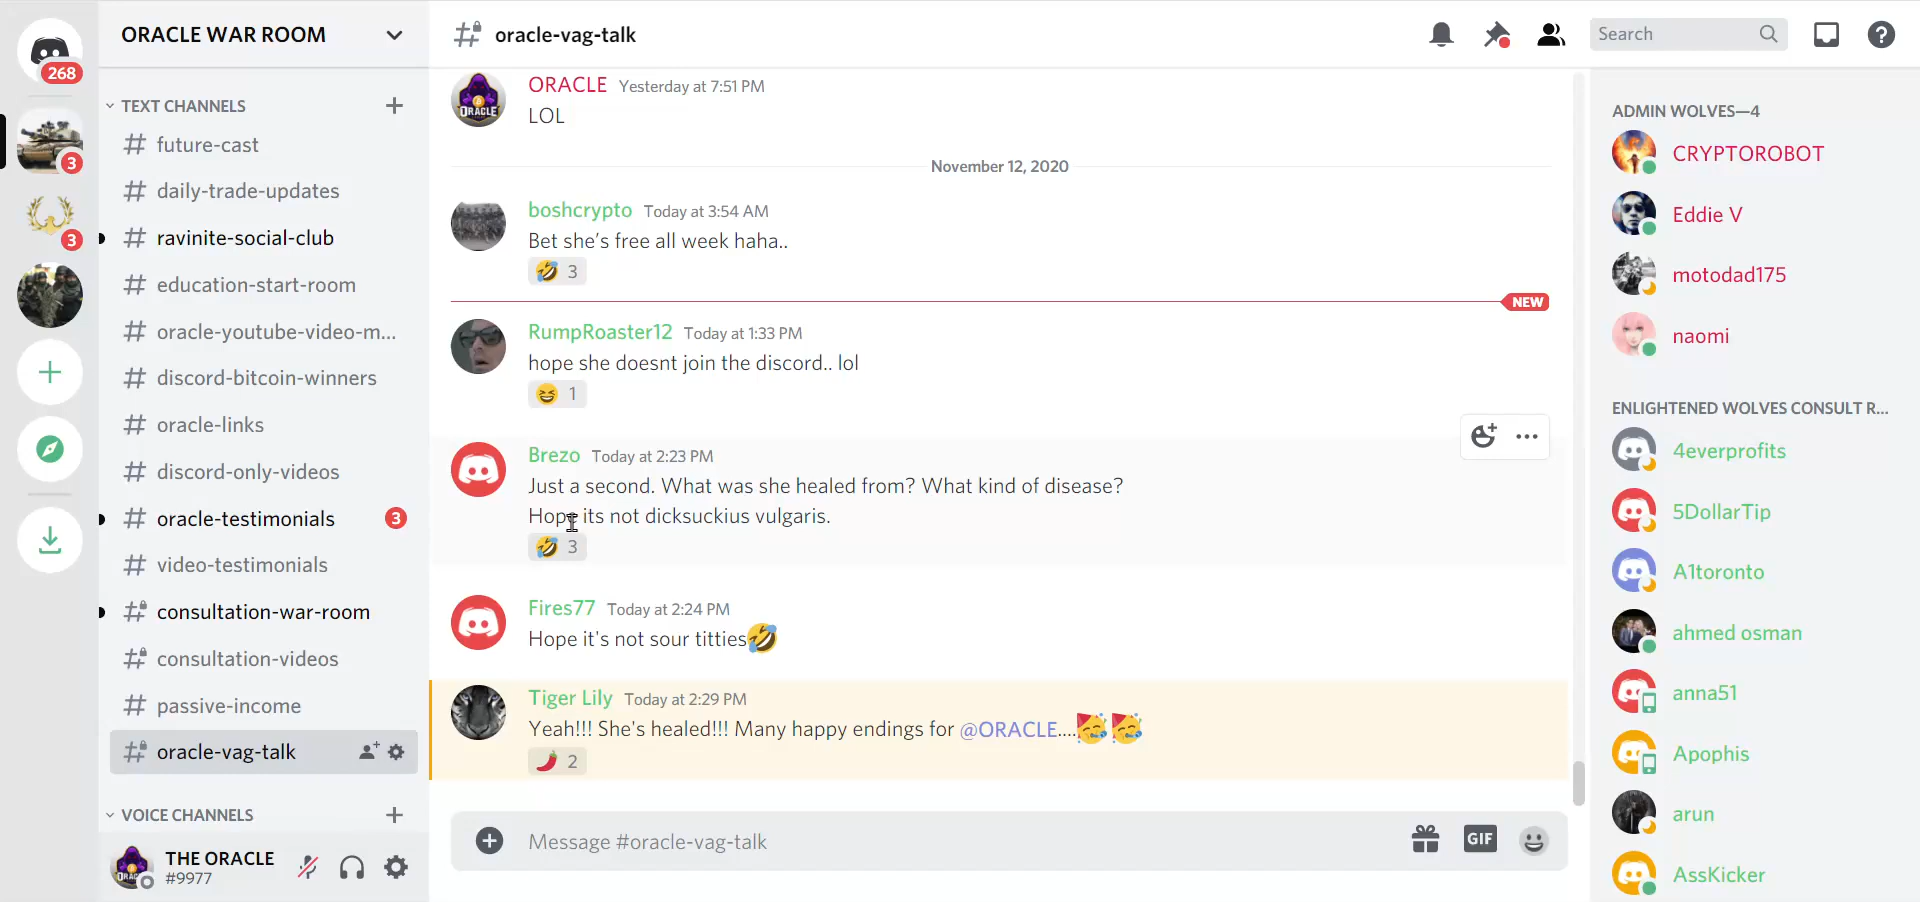 268
3
3
ORACLE WAR ROOM
TEXT CHANNELS
future-cast
daily-trade-updates
ravinite-social-club
education-start-room
oracle-youtube-video-m...
discord-bitcoin-winners
oracle-links
discord-only-videos
oracle-testimonials 3
video-testimonials
consultation-war-room
consultation-videos
passive-income
oracle-vag-talk
VOICE CHANNELS
THE ORACLE
#9977
oracle-vag-talk
Search
ORACLE Yesterday at 7:51 PM
LOL
November 12, 2020
boshcrypto Today at 3:54 AM
Bet she’s free all week haha..
3
NEW
RumpRoaster12 Today at 1:33 PM
hope she doesnt join the discord.. lol
1
Brezo Today at 2:23 PM
Just a second. What was she healed from? What kind of disease?
Hope its not dicksuckius vulgaris.
3
Fires77 Today at 2:24 PM
Hope it's not sour titties🤣
Tiger Lily Today at 2:29 PM
Yeah!!! She's healed!!! Many happy endings for @ORACLE....🥳🥳
2
Message #oracle-vag-talk
GIF
ADMIN WOLVES—4
CRYPTOROBOT
Eddie V
motodad175
naomi
ENLIGHTENED WOLVES CONSULT R...
4everprofits
5DollarTip
A1toronto
ahmed osman
anna51
Apophis
arun
AssKicker